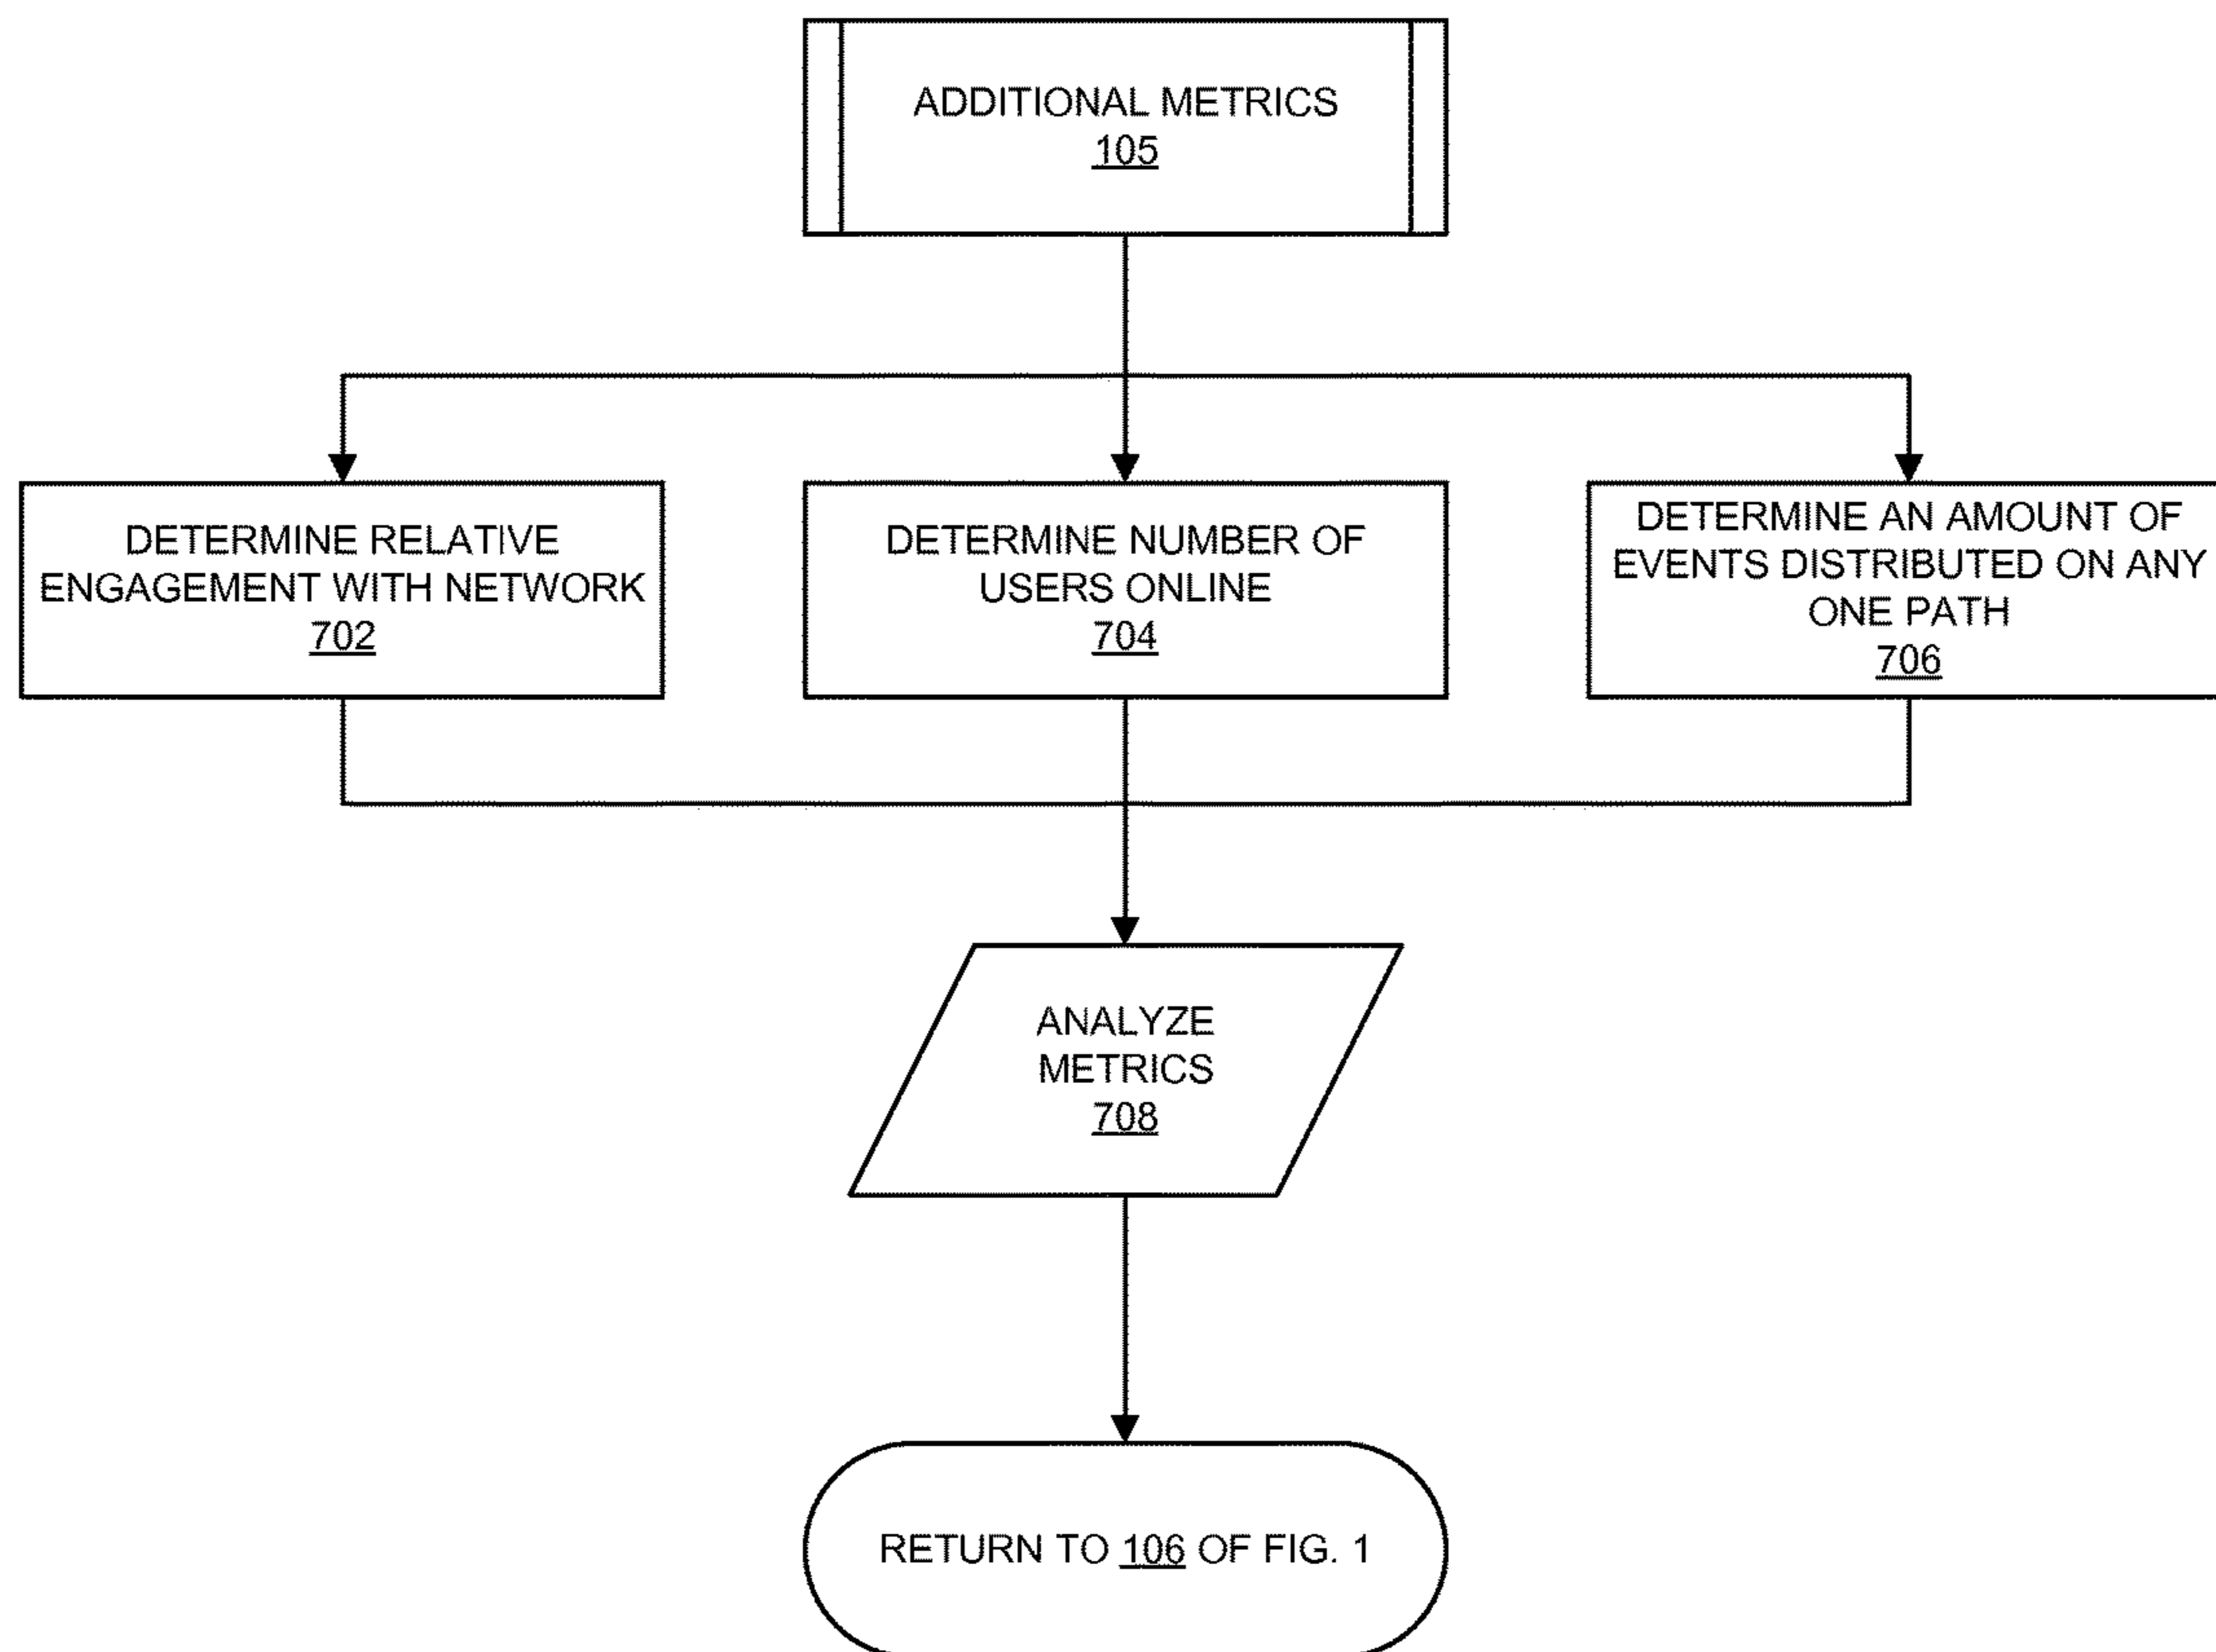 ADDITIONAL METRICS
105
DETERMINE RELATIVE
ENGAGEMENT WITH NETWORK
702
DETERMINE NUMBER OF
USERS ONLINE
704
DETERMINE AN AMOUNT OF
EVENTS DISTRIBUTED ON ANY
ONE PATH
706
ANALYZE
METRICS
708
RETURN TO 106 OF FIG. 1